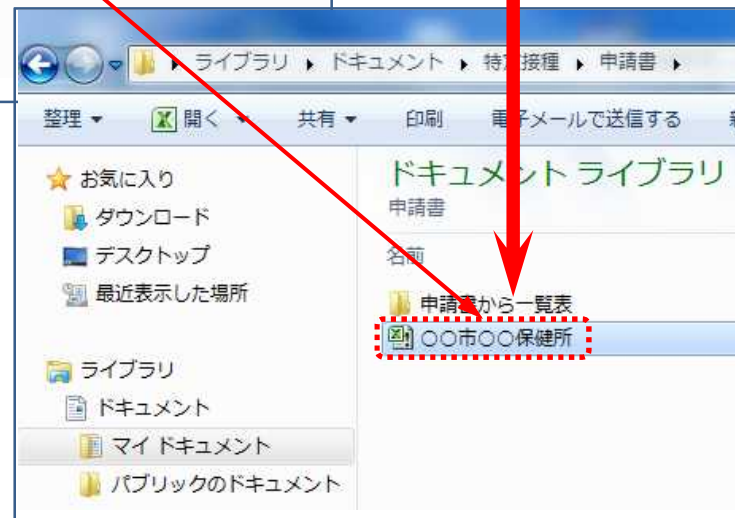 ライブラリ ▸ ドキュメント ▸ 特定接種 ▸ 申請書 ▸
整理 ▼ 開く ▼ 共有 ▼ 印刷 電子メールで送信する
お気に入り
ダウンロード
デスクトップ
最近表示した場所
ライブラリ
ドキュメント
マイ ドキュメント
パブリックのドキュメント
ドキュメント ライブラリ
申請書
名前
申請書から一覧表
○○市○○保健所